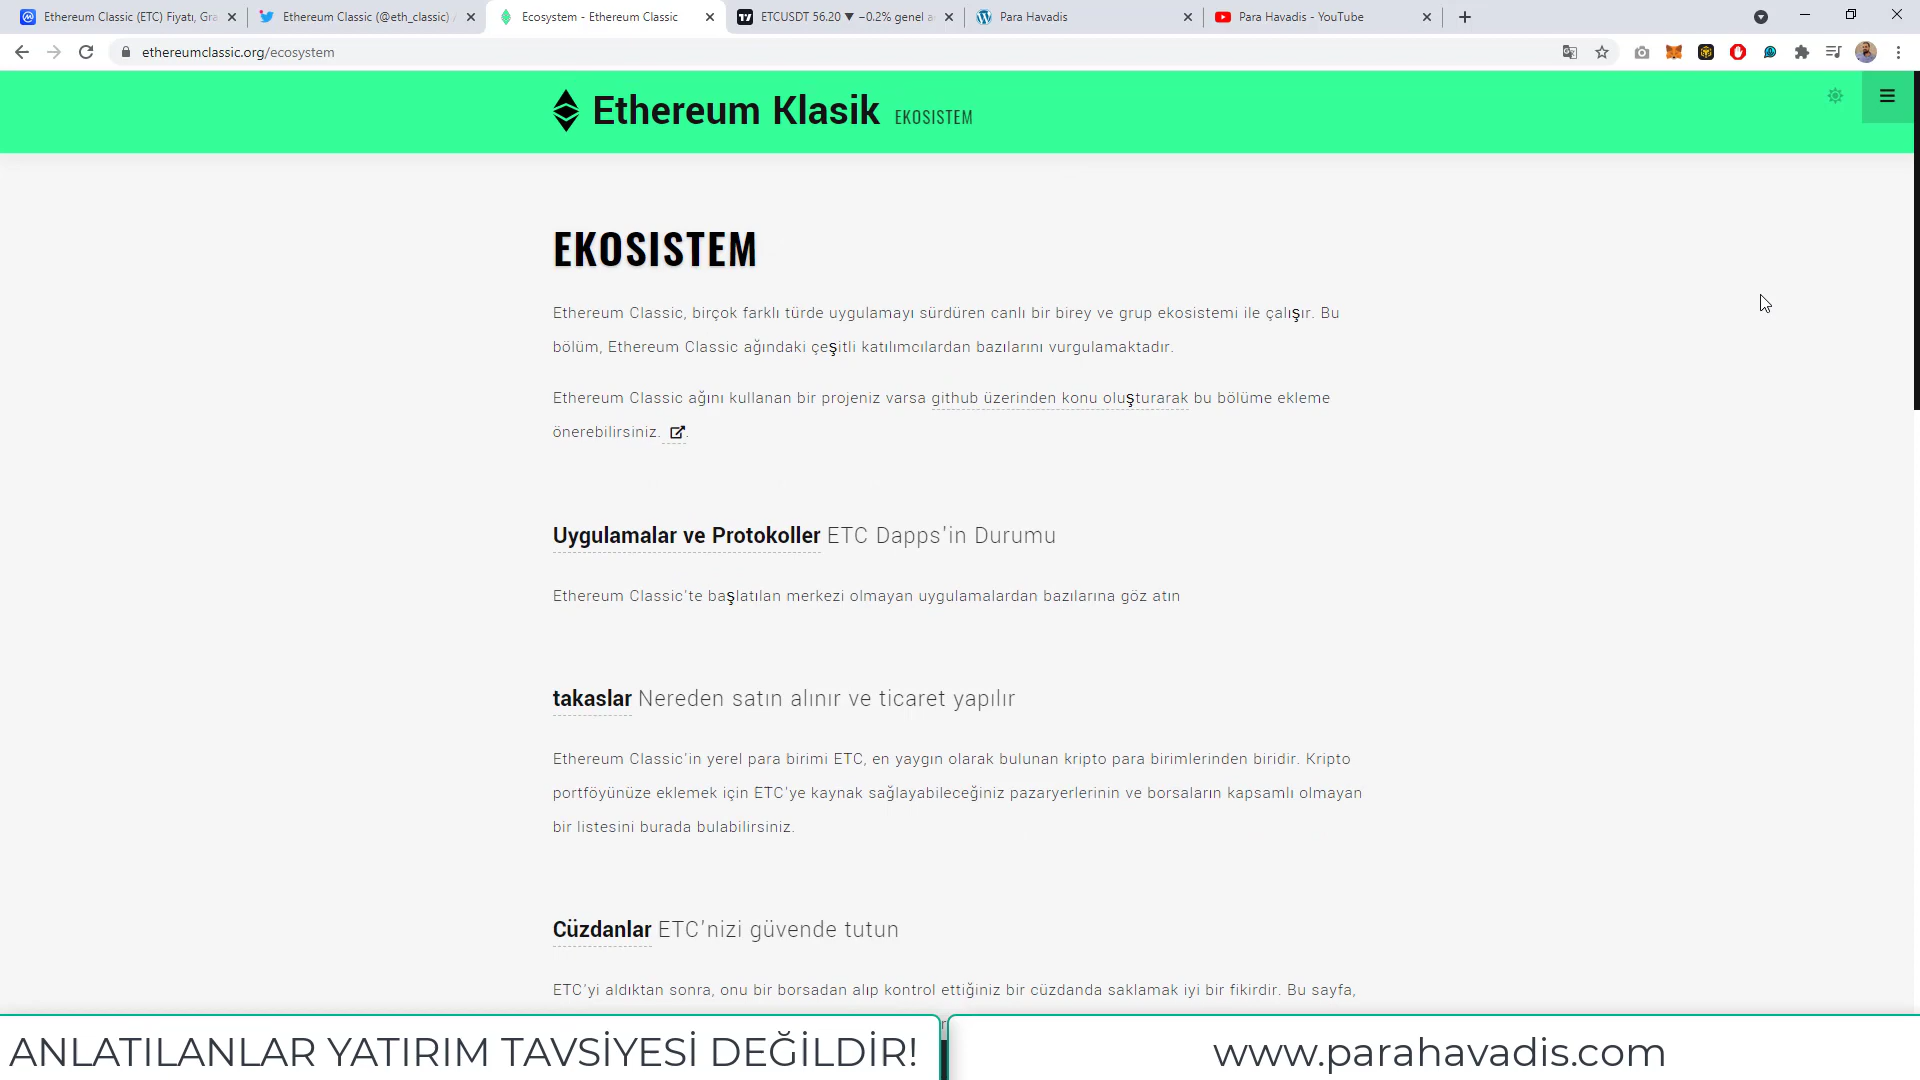 Ethereum Classic (ETC) Fiyatı, Gra
Ethereum Classic (@eth_classic) /
Ecosystem - Ethereum Classic
ETCUSDT 56.20 ▼ −0.2% genel a
Para Havadis
Para Havadis - YouTube
ethereumclassic.org/ecosystem
Ethereum Klasik EKOSISTEM
EKOSISTEM
Ethereum Classic, birçok farklı türde uygulamayı sürdüren canlı bir birey ve grup ekosistemi ile çalışır. Bu
bölüm, Ethereum Classic ağındaki çeşitli katılımcılardan bazılarını vurgulamaktadır.
Ethereum Classic ağını kullanan bir projeniz varsa github üzerinden konu oluşturarak bu bölüme ekleme
önerebilirsiniz. .
Uygulamalar ve Protokoller ETC Dapps'in Durumu
Ethereum Classic'te başlatılan merkezi olmayan uygulamalardan bazılarına göz atın
takaslar Nereden satın alınır ve ticaret yapılır
Ethereum Classic'in yerel para birimi ETC, en yaygın olarak bulunan kripto para birimlerinden biridir. Kripto
portföyünüze eklemek için ETC'ye kaynak sağlayabileceğiniz pazaryerlerinin ve borsaların kapsamlı olmayan
bir listesini burada bulabilirsiniz.
Cüzdanlar ETC'nizi güvende tutun
ETC'yi aldıktan sonra, onu bir borsadan alıp kontrol ettiğiniz bir cüzdanda saklamak iyi bir fikirdir. Bu sayfa,
ANLATILANLAR YATIRIM TAVSİYESİ DEĞİLDİR!
www.parahavadis.com